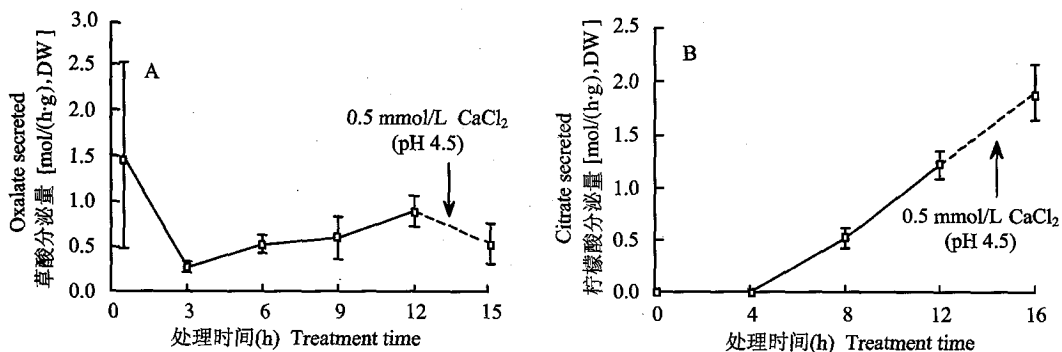 Oxalate secreted
草酸分泌量 [mol/(h·g),DW]
3.0
2.5
2.0
1.5
1.0
0.5
0.0
A
0.5 mmol/L CaCl₂
(pH 4.5)
0 3 6 9 12 15
处理时间(h) Treatment time
Citrate secreted
柠檬酸分泌量 [mol/(h·g),DW]
2.5
2.0
1.5
1.0
0.5
0.0
B
0.5 mmol/L CaCl₂
(pH 4.5)
0 4 8 12 16
处理时间(h) Treatment time